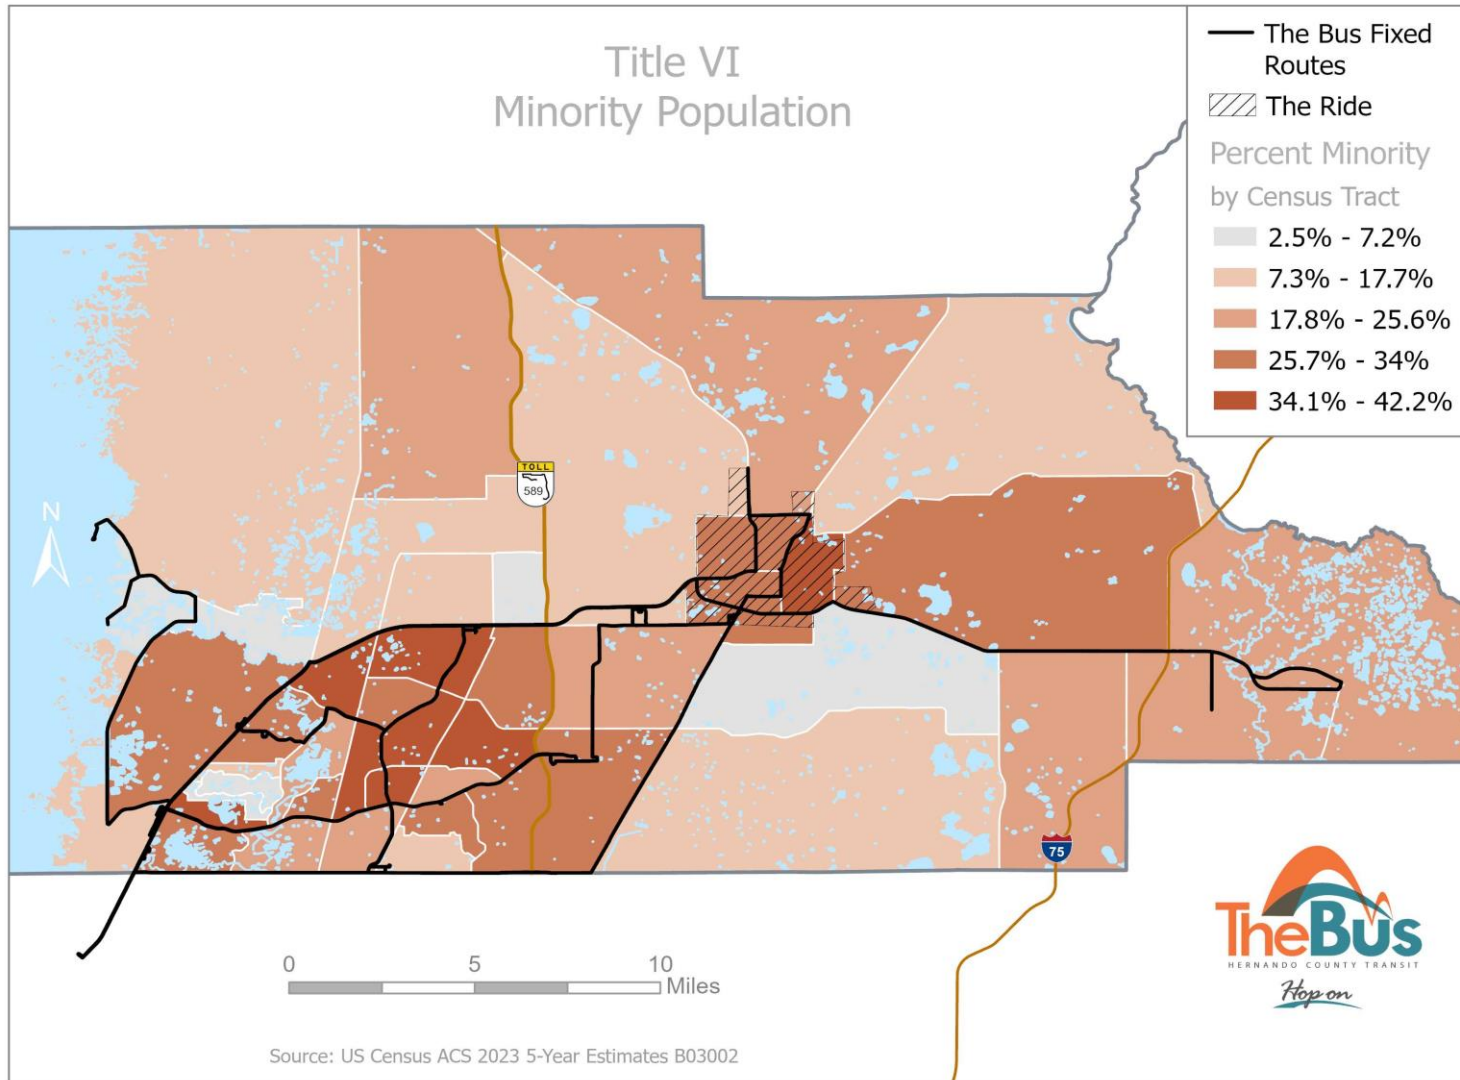 Title VI
Minority Population
The Bus Fixed
Routes
The Ride
Percent Minority
by Census Tract
2.5% - 7.2%
7.3% - 17.7%
17.8% - 25.6%
25.7% - 34%
34.1% - 42.2%
TOLL
589
N
75
TheBus
HERNANDO COUNTY TRANSIT
Hop on
0 5 10
Miles
Source: US Census ACS 2023 5-Year Estimates B03002